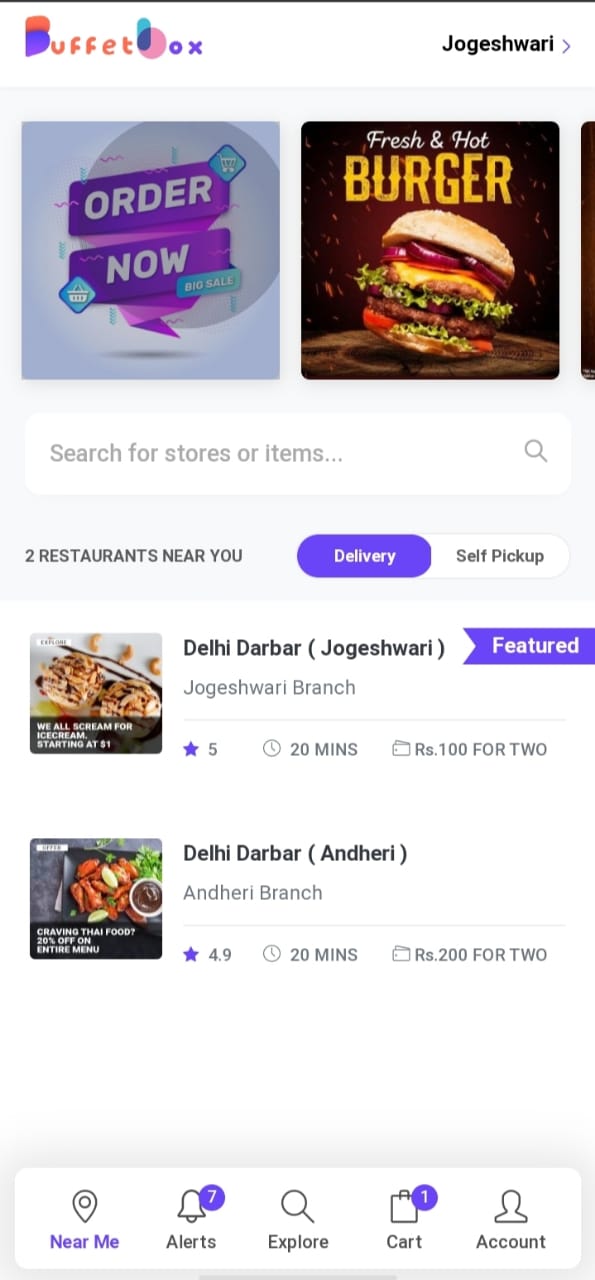 Buffetbox
Jogeshwari
ORDER
NOW
BIG SALE
Fresh & Hot
BURGER
Search for stores or items...
2 RESTAURANTS NEAR YOU
Delivery
Self Pickup
EXPLORE
WE ALL SCREAM FOR
ICECREAM.
STARTING AT $1
Delhi Darbar ( Jogeshwari )
Featured
Jogeshwari Branch
5
20 MINS
Rs.100 FOR TWO
OFFER
CRAVING THAI FOOD?
20% OFF ON
ENTIRE MENU
Delhi Darbar ( Andheri )
Andheri Branch
4.9
20 MINS
Rs.200 FOR TWO
7
1
Near Me
Alerts
Explore
Cart
Account